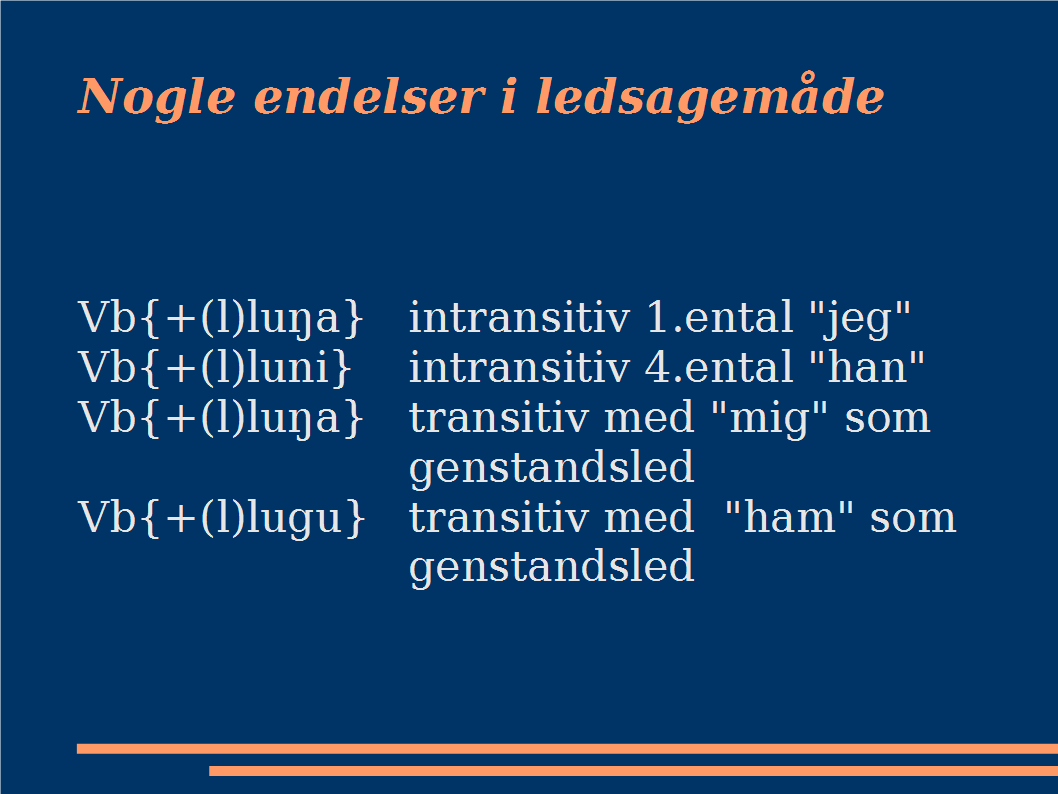 Nogle endelser i ledsagemåde
Vb{+(l)luŋa} intransitiv 1.ental "jeg"
Vb{+(l)luni} intransitiv 4.ental "han"
Vb{+(l)luŋa} transitiv med "mig" som
genstandsled
Vb{+(l)lugu} transitiv med "ham" som
genstandsled